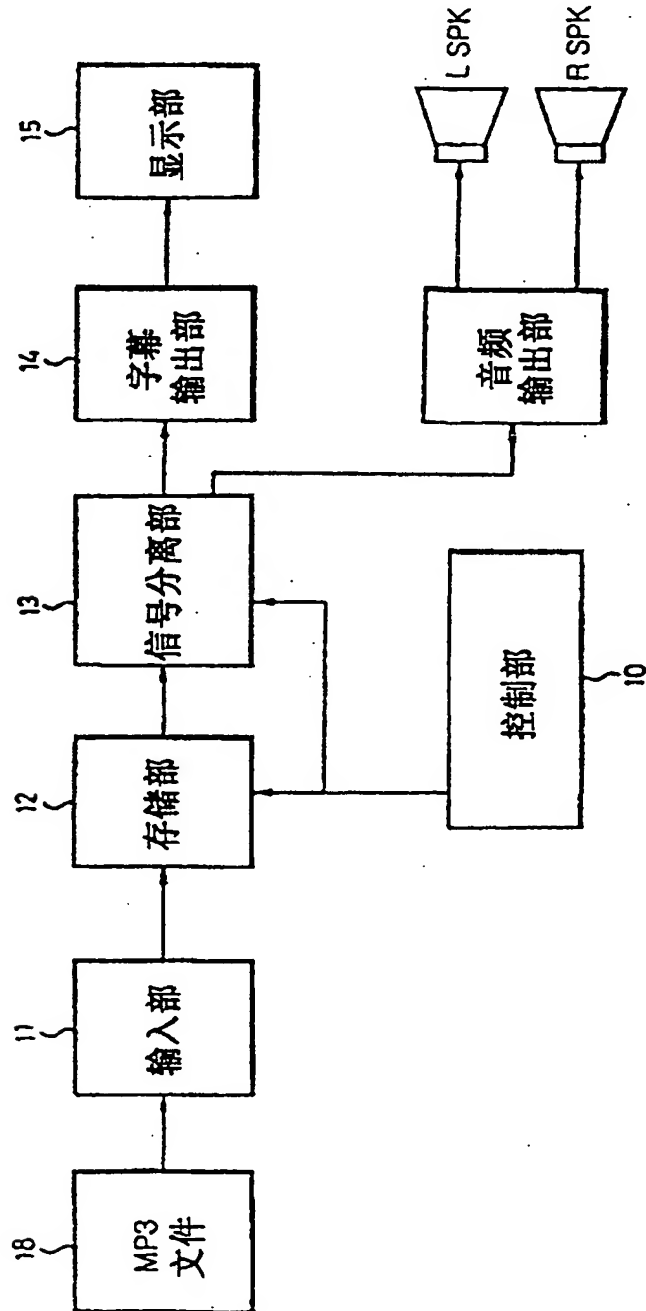 18
MP3
文件
11
输入部
12
存储部
13
信号分离部
14
字幕
输出部
15
显示部
控制部
10
音频
输出部
L SPK
R SPK